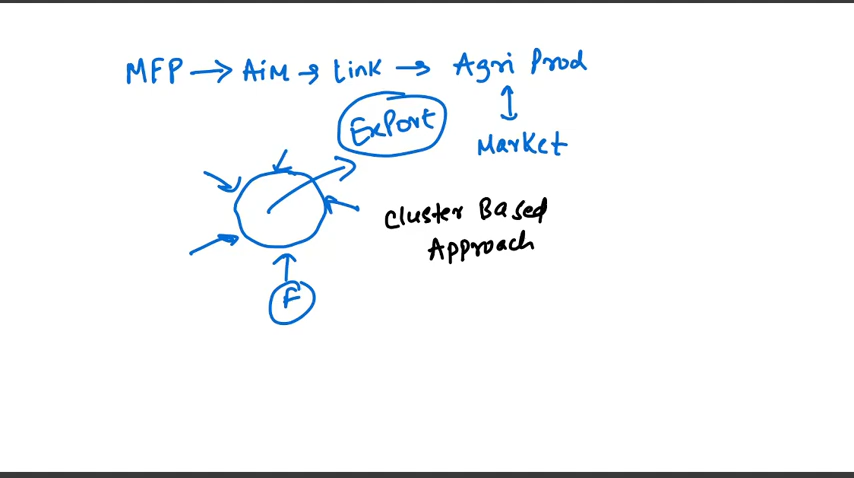 MFP → AiM → Link → Agri Prod
↕
Market
Export
Cluster Based
Approach
F